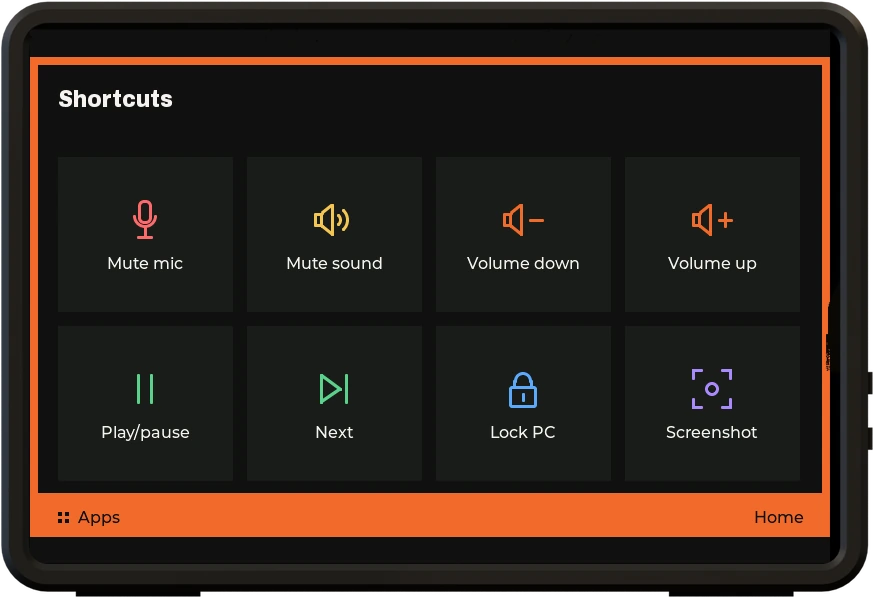 Shortcuts
Mute mic
Mute sound
Volume down
Volume up
Play/pause
Next
Lock PC
Screenshot
Apps
Home